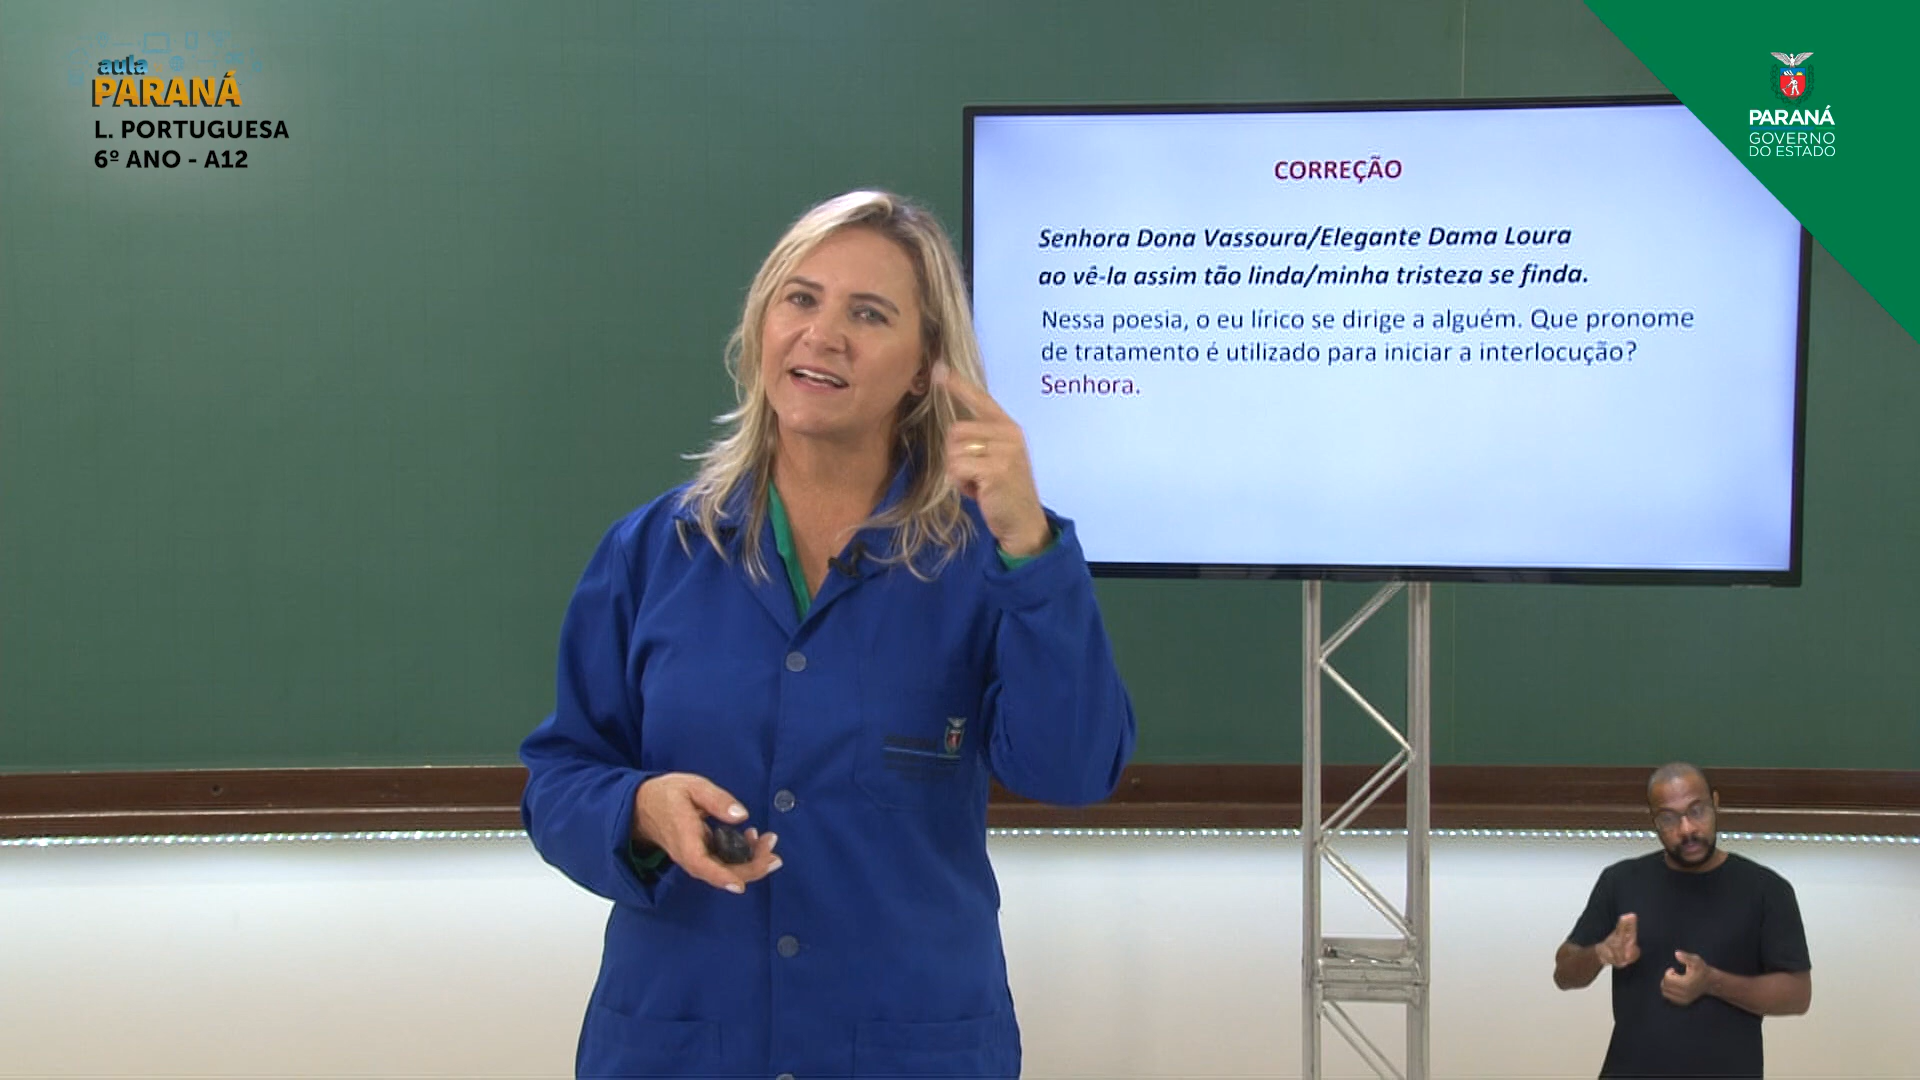 aula
PARANÁ
L. PORTUGUESA
6º ANO - A12
PARANÁ
GOVERNO
DO ESTADO
CORREÇÃO
Senhora Dona Vassoura/Elegante Dama Loura
ao vê-la assim tão linda/minha tristeza se finda.
Nessa poesia, o eu lírico se dirige a alguém. Que pronome
de tratamento é utilizado para iniciar a interlocução?
Senhora.